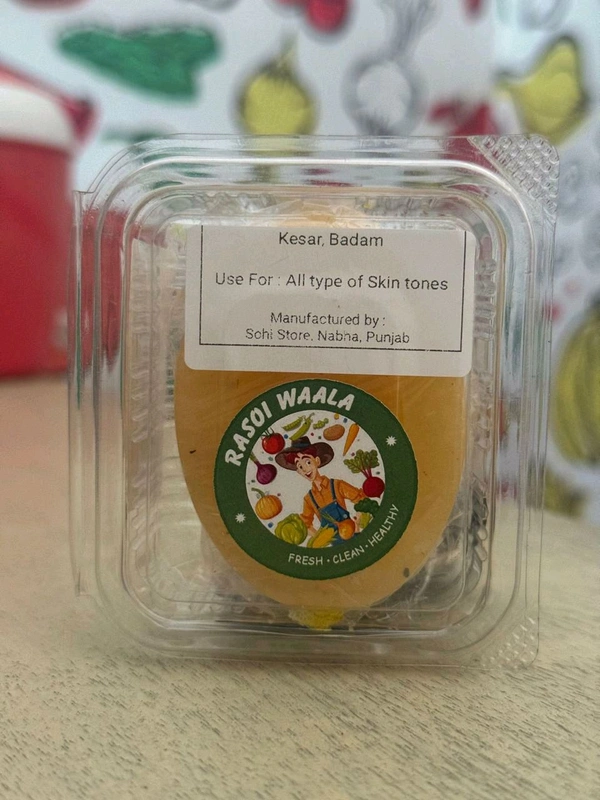 Kesar, Badam
Use For : All type of Skin tones
Manufactured by :
Sohi Store, Nabha, Punjab
RASOI WAALA
FRESH · CLEAN · HEALTHY